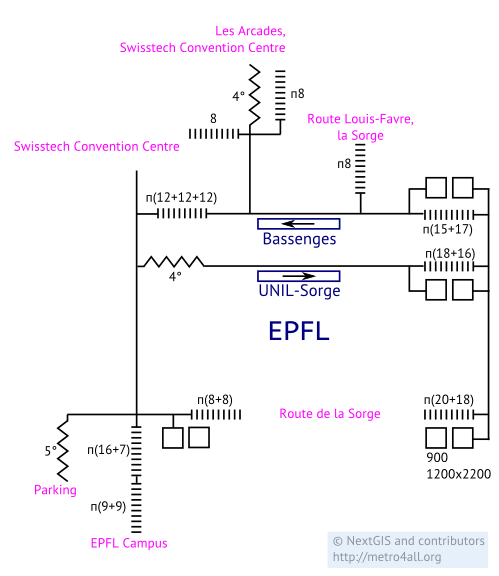 Les Arcades,
Swisstech Convention Centre
4°
п8
8
Route Louis-Favre,
la Sorge
п8
Swisstech Convention Centre
п(12+12+12)
п(15+17)
Bassenges
п(18+16)
4°
UNIL-Sorge
EPFL
п(8+8)
Route de la Sorge
п(20+18)
5°
п(16+7)
900
1200x2200
Parking
п(9+9)
EPFL Campus
© NextGIS and contributors
http://metro4all.org